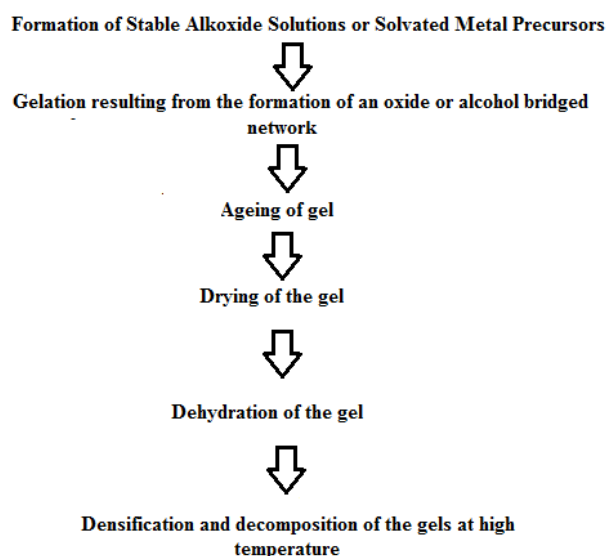 Formation of Stable Alkoxide Solutions or Solvated Metal Precursors
Gelation resulting from the formation of an oxide or alcohol bridged
network
Ageing of gel
Drying of the gel
Dehydration of the gel
Densification and decomposition of the gels at high
temperature